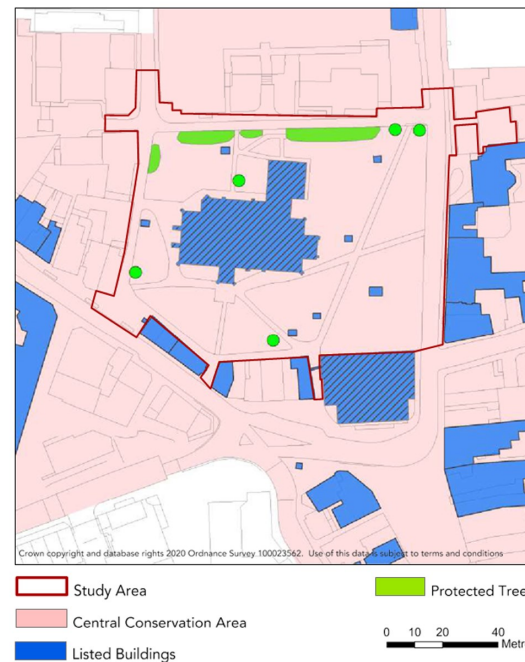 Crown copyright and database rights 2020 Ordnance Survey 100023562. Use of this data is subject to terms and conditions
Study Area
Protected Tree
Central Conservation Area
Listed Buildings
0 10 20 40
Metr